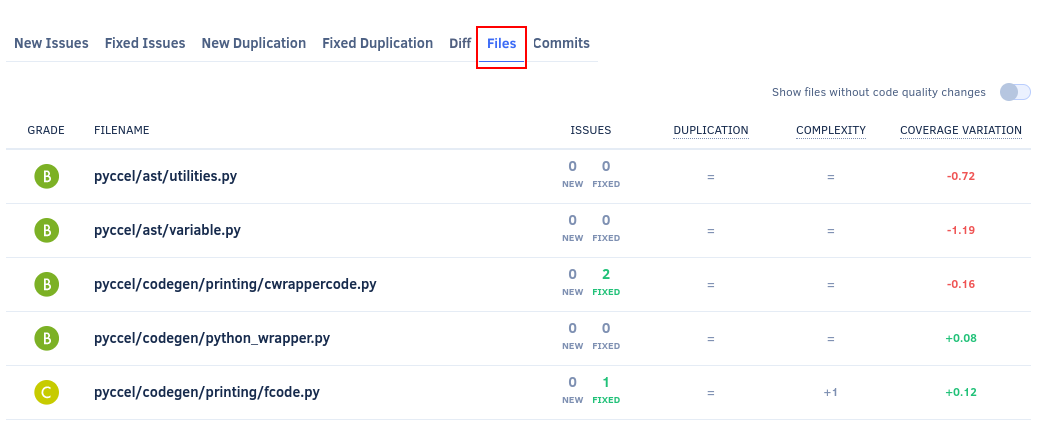 New Issues Fixed Issues New Duplication Fixed Duplication Diff Files Commits
Show files without code quality changes
GRADE FILENAME ISSUES DUPLICATION COMPLEXITY COVERAGE VARIATION
B pyccel/ast/utilities.py 0 NEW 0 FIXED = = -0.72
B pyccel/ast/variable.py 0 NEW 0 FIXED = = -1.19
B pyccel/codegen/printing/cwrappercode.py 0 NEW 2 FIXED = = -0.16
B pyccel/codegen/python_wrapper.py 0 NEW 0 FIXED = = +0.08
C pyccel/codegen/printing/fcode.py 0 NEW 1 FIXED = +1 +0.12